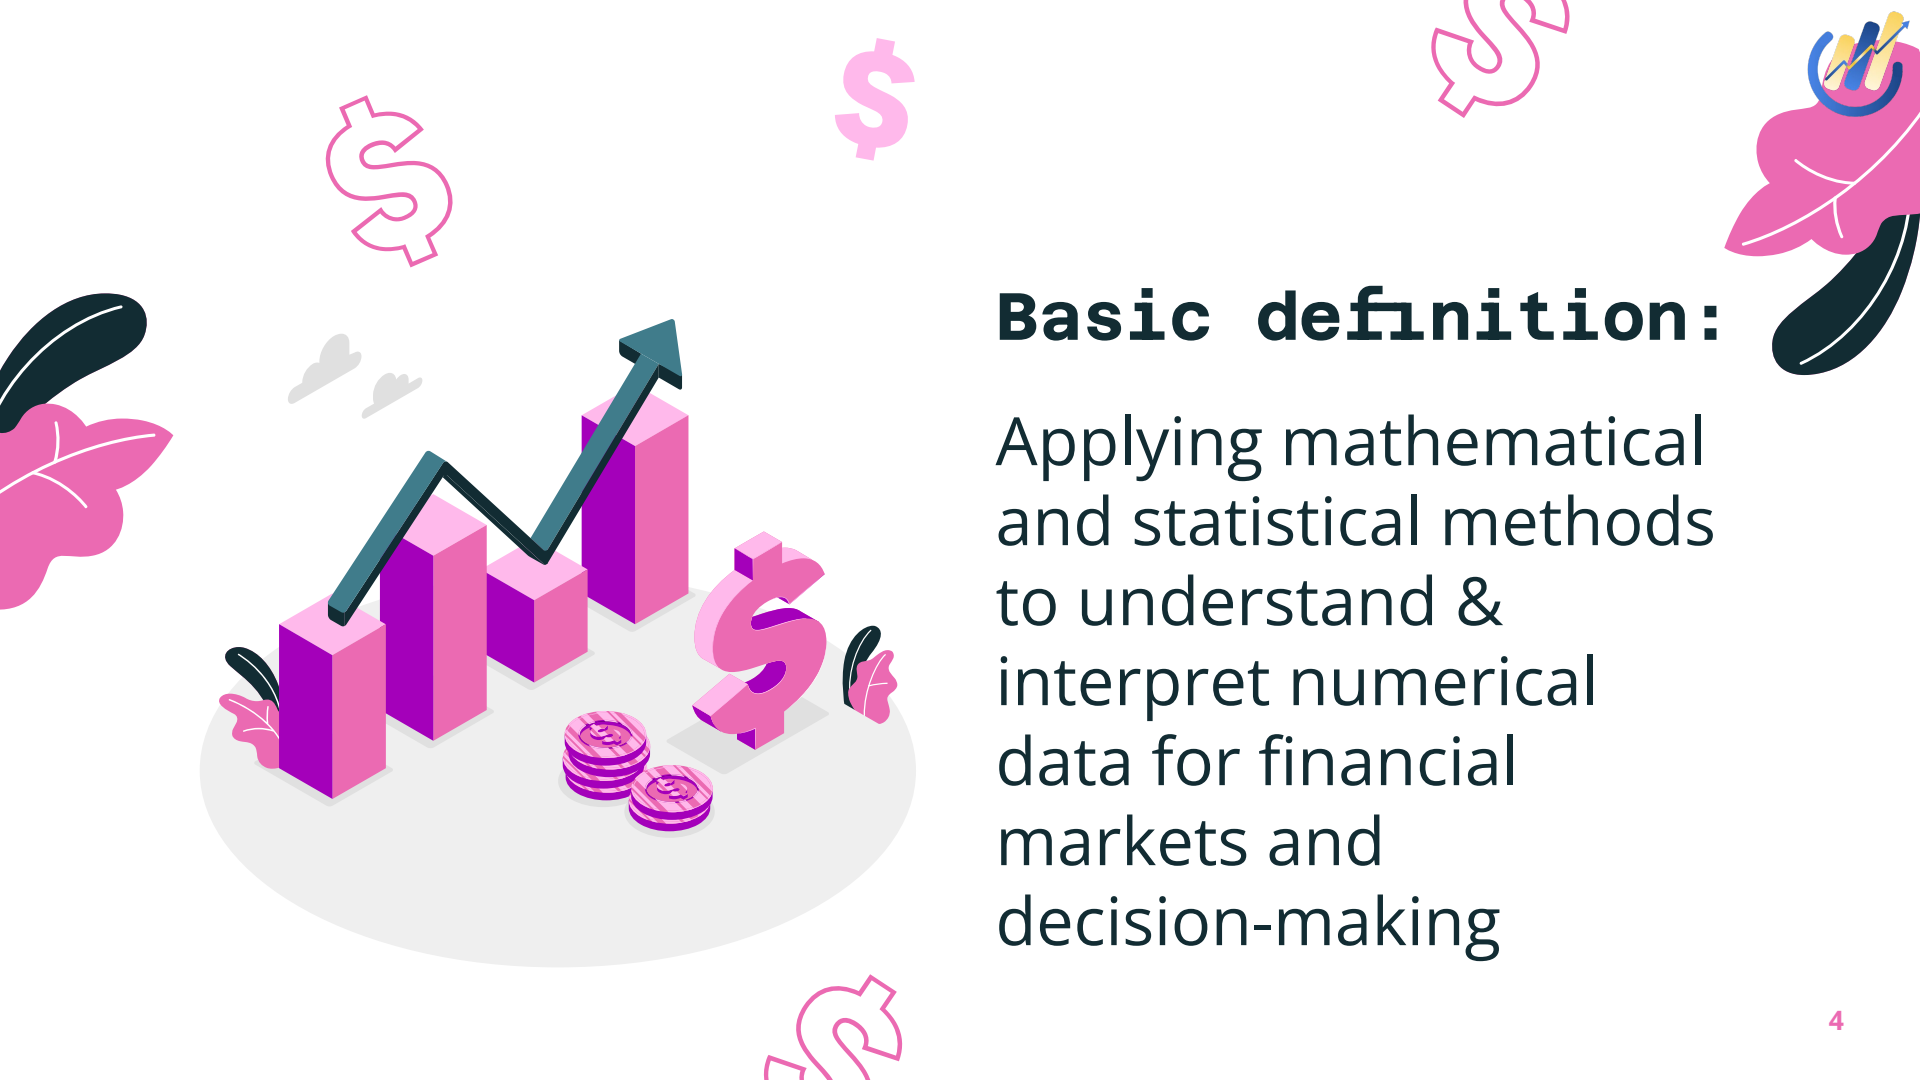 Basic definition:
Applying mathematical
and statistical methods
to understand &
interpret numerical
data for financial
markets and
decision-making
4